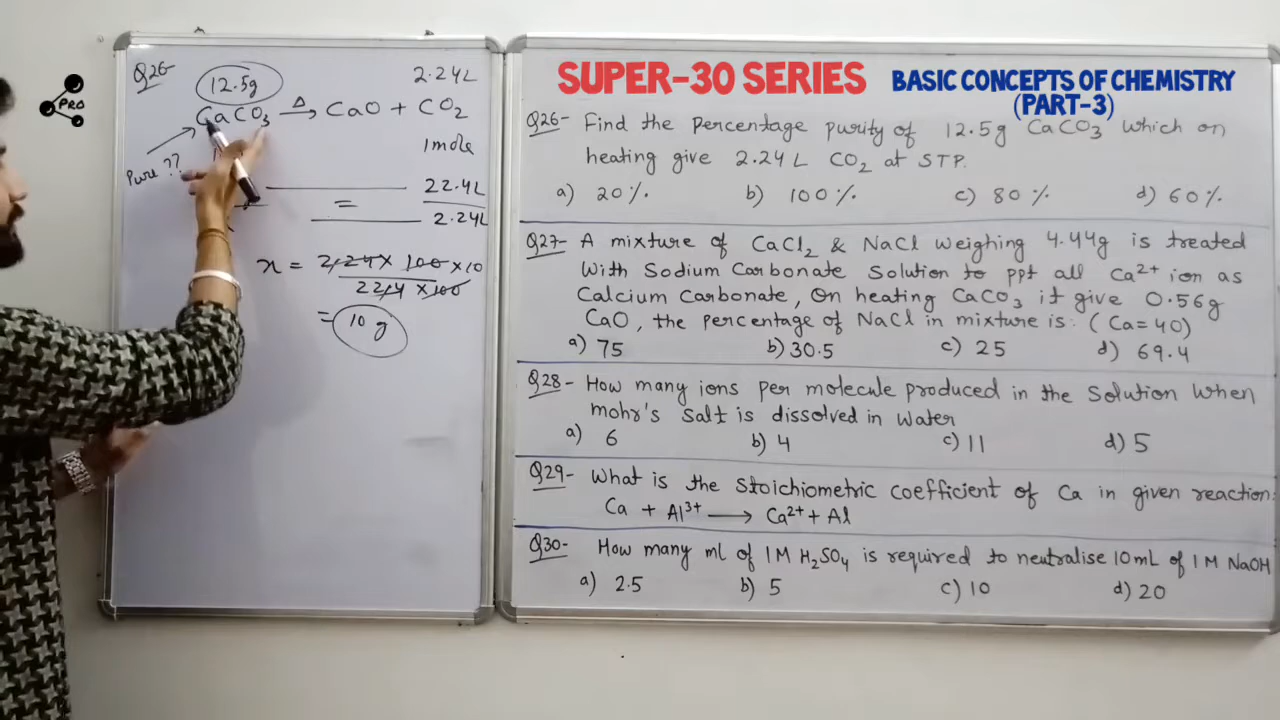 PRO
Q26-
12.5g
2.24L
CaCO3 Δ→ CaO + CO2
Pure ??
1mole
22.4L
=
2.24L
x = 2.24 x 100 x 10
22.4 x 100
= 10 g
SUPER-30 SERIES BASIC CONCEPTS OF CHEMISTRY
(PART-3)
Q26- Find the percentage purity of 12.5g CaCO3 which on
heating give 2.24L CO2 at STP.
a) 20% b) 100% c) 80% d) 60%
Q27- A mixture of CaCl2 & NaCl weighing 4.44g is treated
with Sodium Carbonate Solution to ppt all Ca2+ ion as
Calcium Carbonate, On heating CaCO3 it give 0.56g
CaO, the percentage of NaCl in mixture is: (Ca=40)
a) 75 b) 30.5 c) 25 d) 69.4
Q28- How many ions per molecule produced in the Solution When
mohr's Salt is dissolved in Water
a) 6 b) 4 c) 11 d) 5
Q29- What is the Stoichiometric coefficient of Ca in given reaction:
Ca + Al3+ → Ca2+ + Al
Q30- How many ml of 1M H2SO4 is required to neutralise 10mL of 1M NaOH
a) 2.5 b) 5 c) 10 d) 20